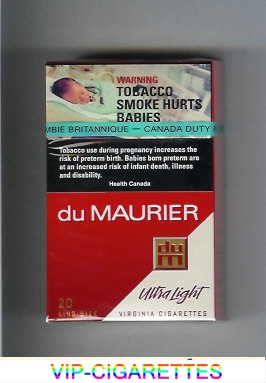 WARNING
TOBACCO
SMOKE HURTS
BABIES
MBIE BRITANNIQUE — CANADA DUTY
Tobacco use during pregnancy increases the
risk of preterm birth. Babies born preterm are
at an increased risk of infant death, illness
and disability.
Health Canada
du MAURIER
du
M
Ultra Light
20
KING SIZE
VIRGINIA CIGARETTES
VIP-CIGARETTES